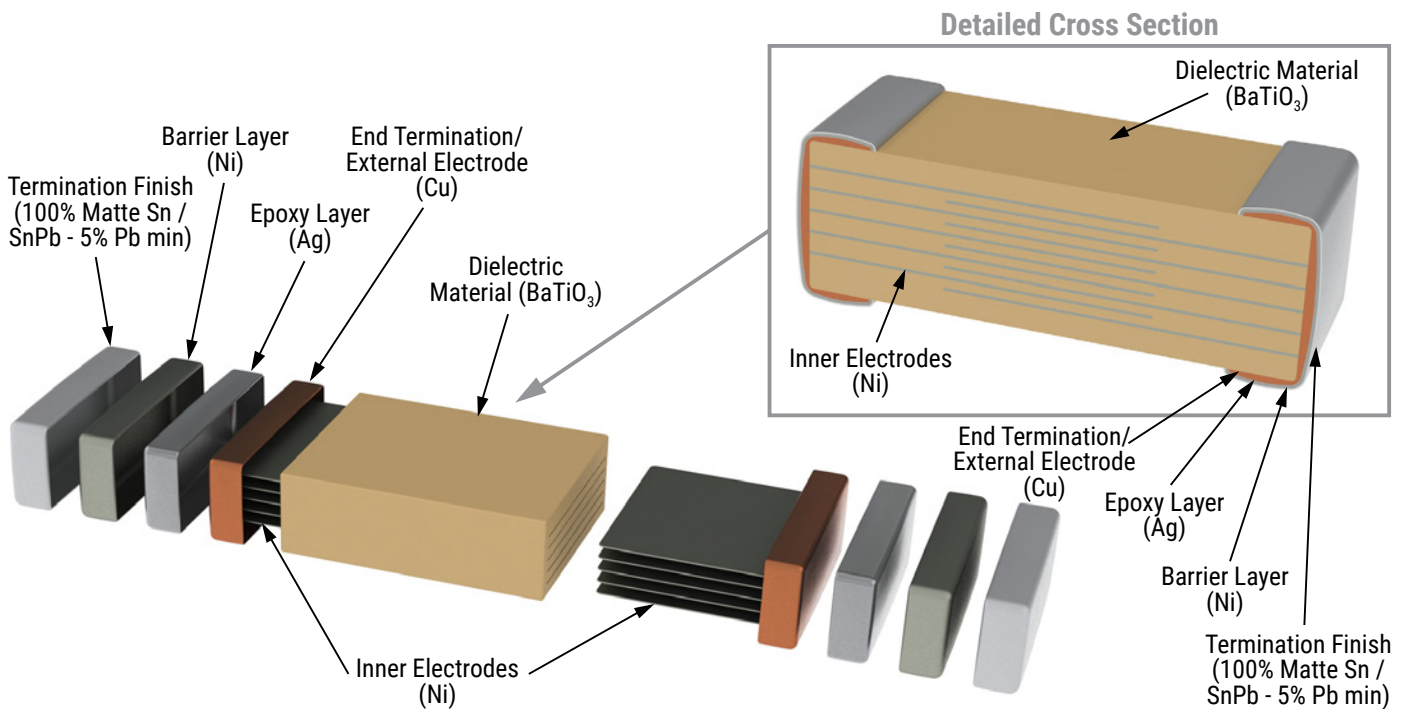 Detailed Cross Section
Dielectric Material
(BaTiO₃)
Inner Electrodes
(Ni)
End Termination/
External Electrode
(Cu)
Epoxy Layer
(Ag)
Barrier Layer
(Ni)
Termination Finish
(100% Matte Sn /
SnPb - 5% Pb min)
Termination Finish
(100% Matte Sn /
SnPb - 5% Pb min)
Barrier Layer
(Ni)
Epoxy Layer
(Ag)
End Termination/
External Electrode
(Cu)
Dielectric
Material (BaTiO₃)
Inner Electrodes
(Ni)